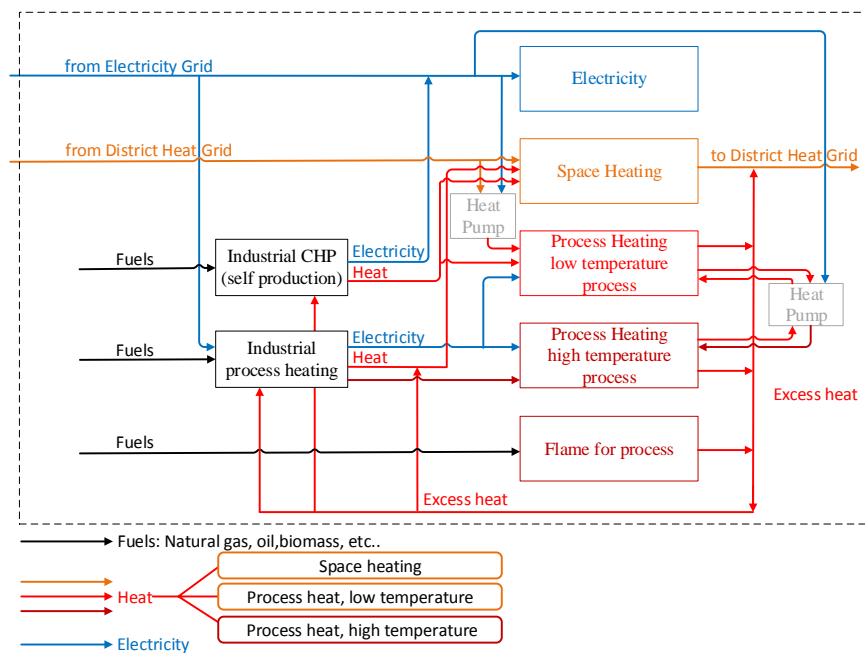 from Electricity Grid
Electricity
from District Heat Grid
Space Heating
to District Heat Grid
Heat
Pump
Fuels
Industrial CHP
(self production)
Electricity
Heat
Process Heating
low temperature
process
Heat
Pump
Fuels
Industrial
process heating
Electricity
Heat
Process Heating
high temperature
process
Excess heat
Fuels
Flame for process
Excess heat
Fuels: Natural gas, oil,biomass, etc..
Space heating
Heat
Process heat, low temperature
Process heat, high temperature
Electricity